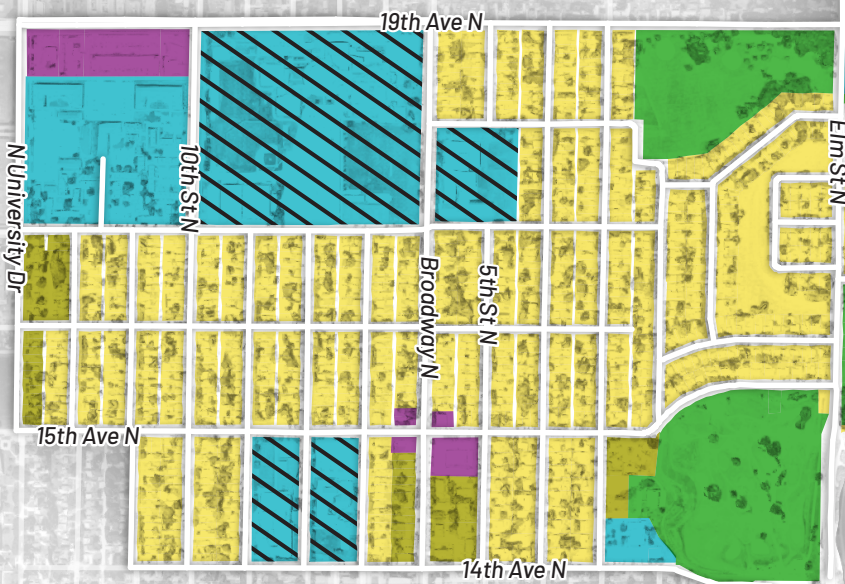 19th Ave N
N University Dr
10th St N
Elm St N
Broadway N
5th St N
15th Ave N
14th Ave N